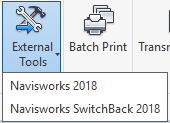 External
Tools
Batch Print
Transm
Navisworks 2018
Navisworks SwitchBack 2018